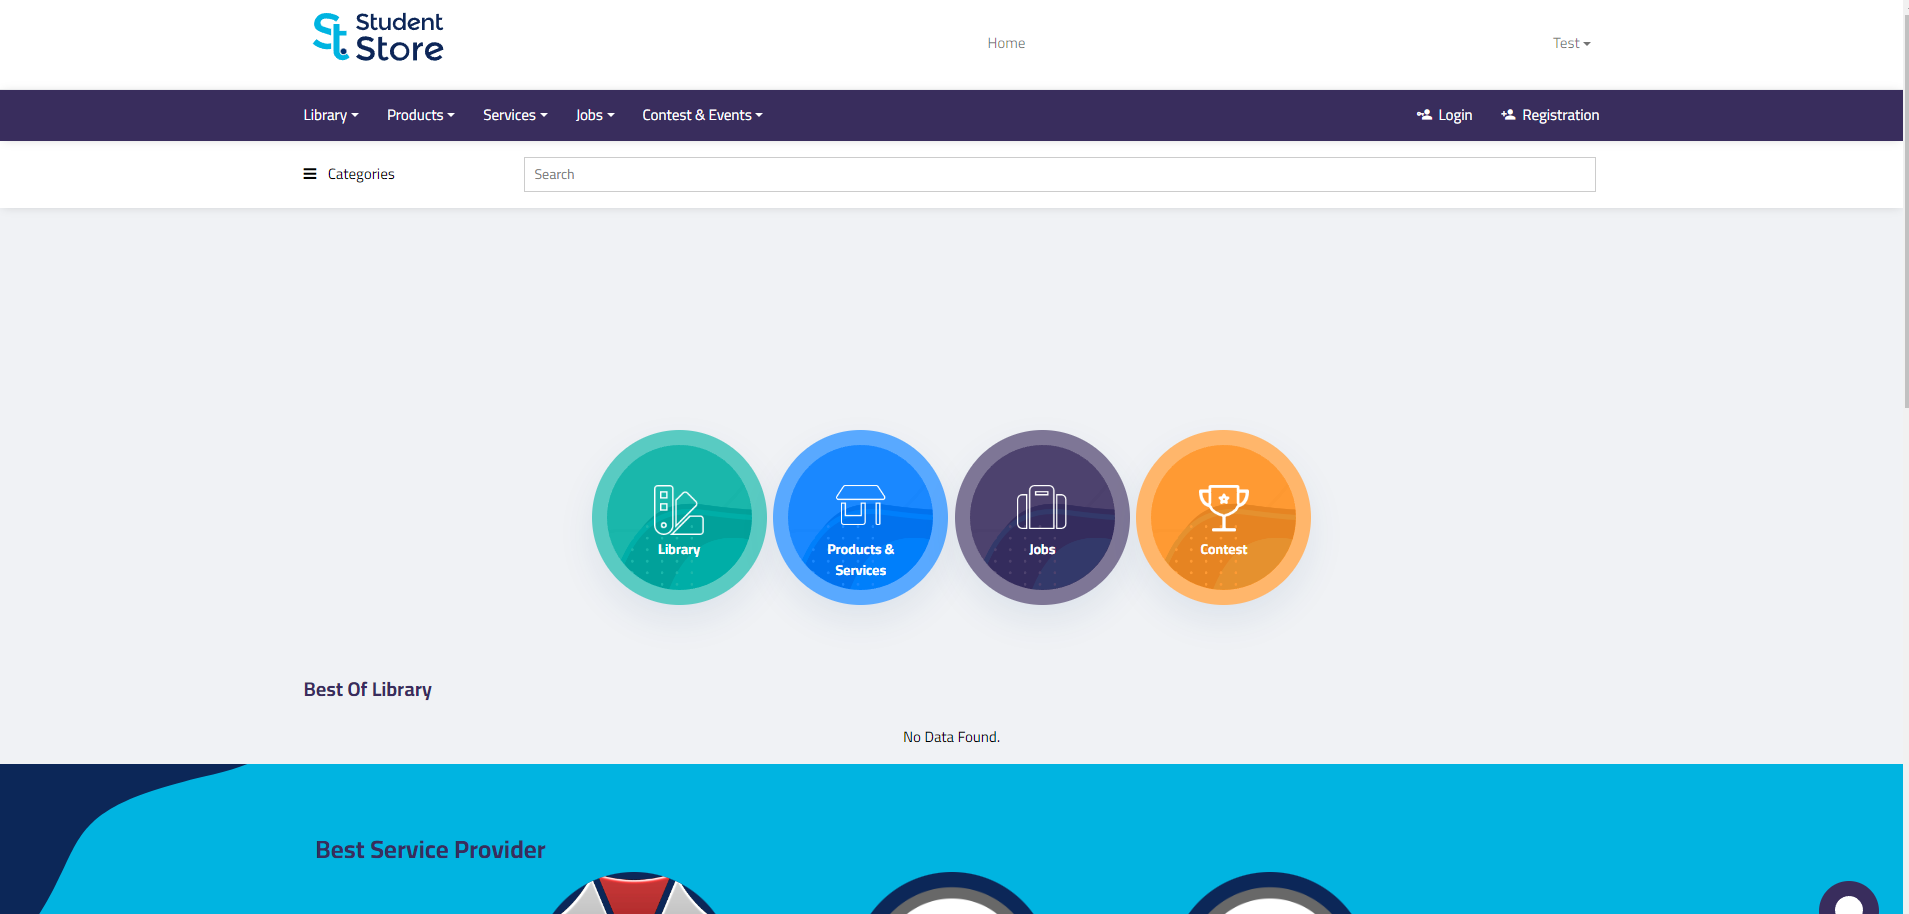 St. Student
Store
Home
Test
Library
Products
Services
Jobs
Contest & Events
Login
Registration
Categories
Search
Library
Products &
Services
Jobs
Contest
Best Of Library
No Data Found.
Best Service Provider